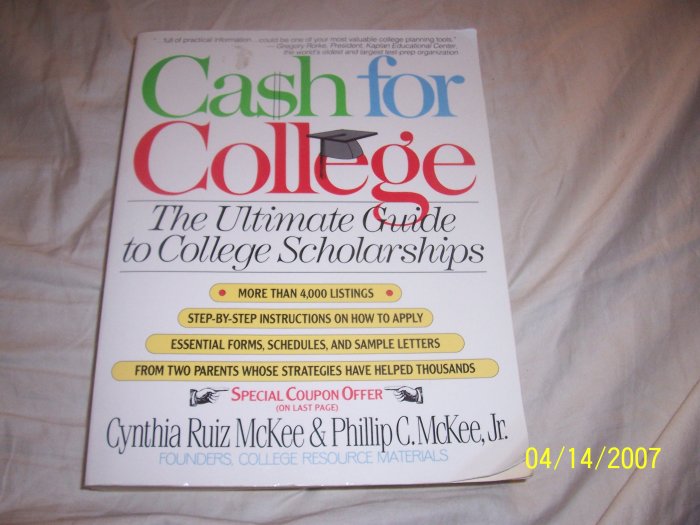 "...full of practical information...could be one of your most valuable college planning tools."
— Gregory Rorke, President, Kaplan Educational Center,
the world's oldest and largest test-prep organization
Cash for
College
The Ultimate Guide
to College Scholarships
• MORE THAN 4,000 LISTINGS •
STEP-BY-STEP INSTRUCTIONS ON HOW TO APPLY
ESSENTIAL FORMS, SCHEDULES, AND SAMPLE LETTERS
FROM TWO PARENTS WHOSE STRATEGIES HAVE HELPED THOUSANDS
SPECIAL COUPON OFFER
(ON LAST PAGE)
Cynthia Ruiz McKee & Phillip C. McKee, Jr.
FOUNDERS, COLLEGE RESOURCE MATERIALS
04/14/2007